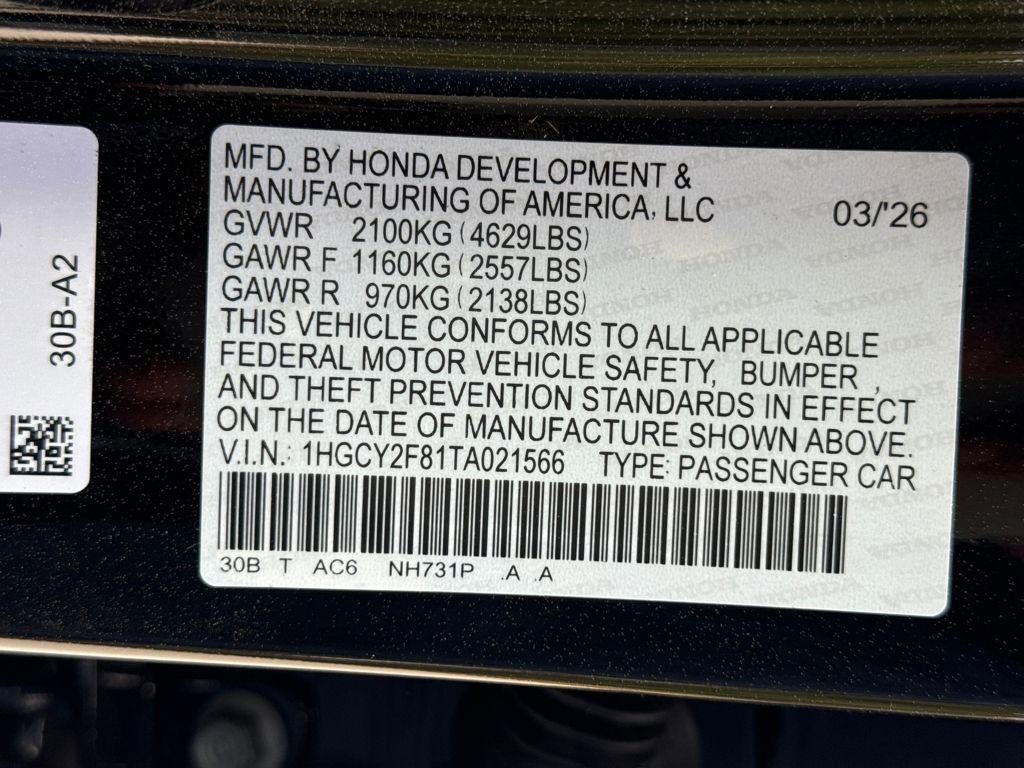 MFD. BY HONDA DEVELOPMENT &
MANUFACTURING OF AMERICA, LLC 03/'26
GVWR 2100KG (4629LBS)
GAWR F 1160KG (2557LBS)
GAWR R 970KG (2138LBS)
THIS VEHICLE CONFORMS TO ALL APPLICABLE
FEDERAL MOTOR VEHICLE SAFETY, BUMPER ,
AND THEFT PREVENTION STANDARDS IN EFFECT
ON THE DATE OF MANUFACTURE SHOWN ABOVE.
V.I.N.: 1HGCY2F81TA021566 TYPE: PASSENGER CAR
30B T AC6 NH731P .A .A
30B-A2